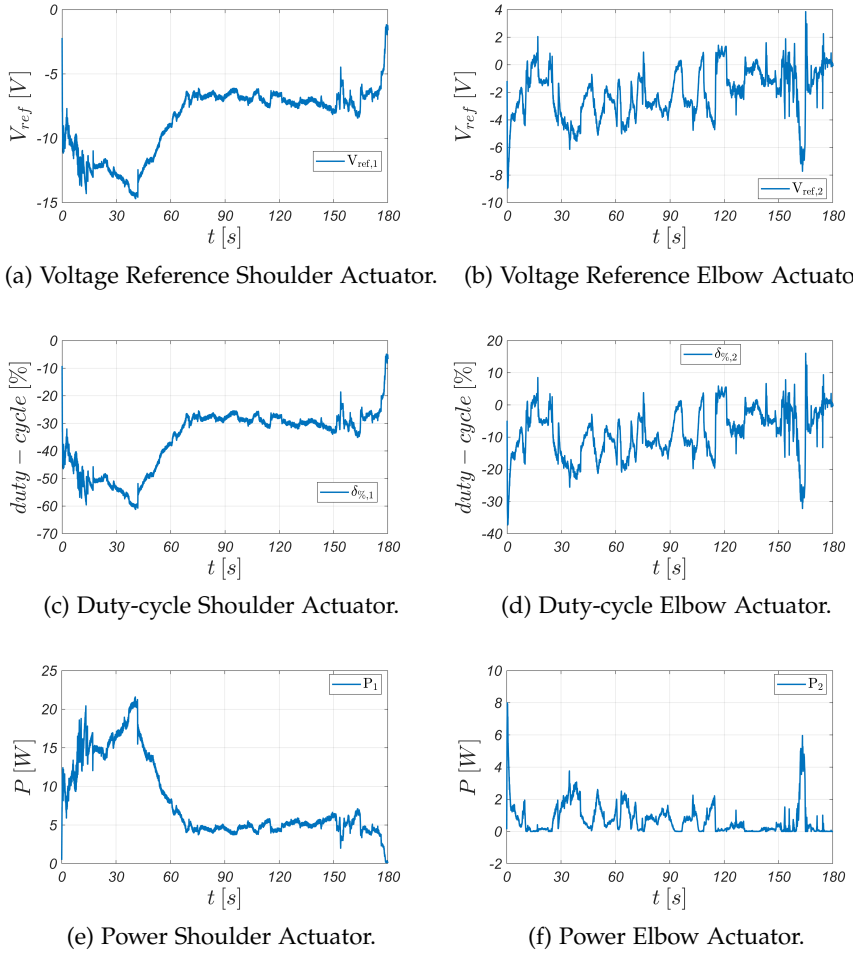 0
-5
-10
-15
V_ref [V]
V_ref,1
0 30 60 90 120 150 180
t [s]
(a) Voltage Reference Shoulder Actuator.
4
2
0
-2
-4
-6
-8
-10
V_ref [V]
V_ref,2
0 30 60 90 120 150 180
t [s]
(b) Voltage Reference Elbow Actuato
0
-10
-20
-30
-40
-50
-60
-70
duty − cycle [%]
δ_%,1
0 30 60 90 120 150 180
t [s]
(c) Duty-cycle Shoulder Actuator.
20
10
0
-10
-20
-30
-40
duty − cycle [%]
δ_%,2
0 30 60 90 120 150 180
t [s]
(d) Duty-cycle Elbow Actuator.
25
20
15
10
5
0
P [W]
P_1
0 30 60 90 120 150 180
t [s]
(e) Power Shoulder Actuator.
10
8
6
4
2
0
-2
P [W]
P_2
0 30 60 90 120 150 180
t [s]
(f) Power Elbow Actuator.